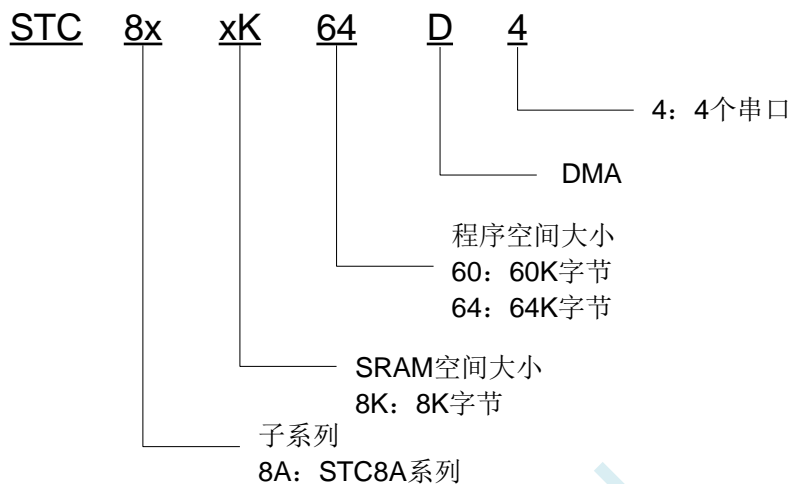 STC 8x xK 64 D 4
4：4个串口
DMA
程序空间大小
60：60K字节
64：64K字节
SRAM空间大小
8K：8K字节
子系列
8A：STC8A系列